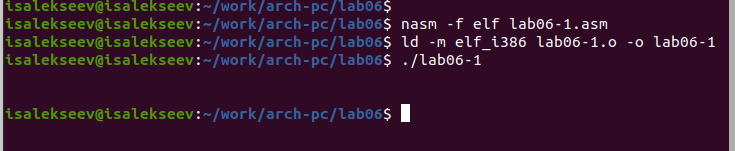 isalekseev@isalekseev:~/work/arch-pc/lab06$
isalekseev@isalekseev:~/work/arch-pc/lab06$ nasm -f elf lab06-1.asm
isalekseev@isalekseev:~/work/arch-pc/lab06$ ld -m elf_i386 lab06-1.o -o lab06-1
isalekseev@isalekseev:~/work/arch-pc/lab06$ ./lab06-1
isalekseev@isalekseev:~/work/arch-pc/lab06$